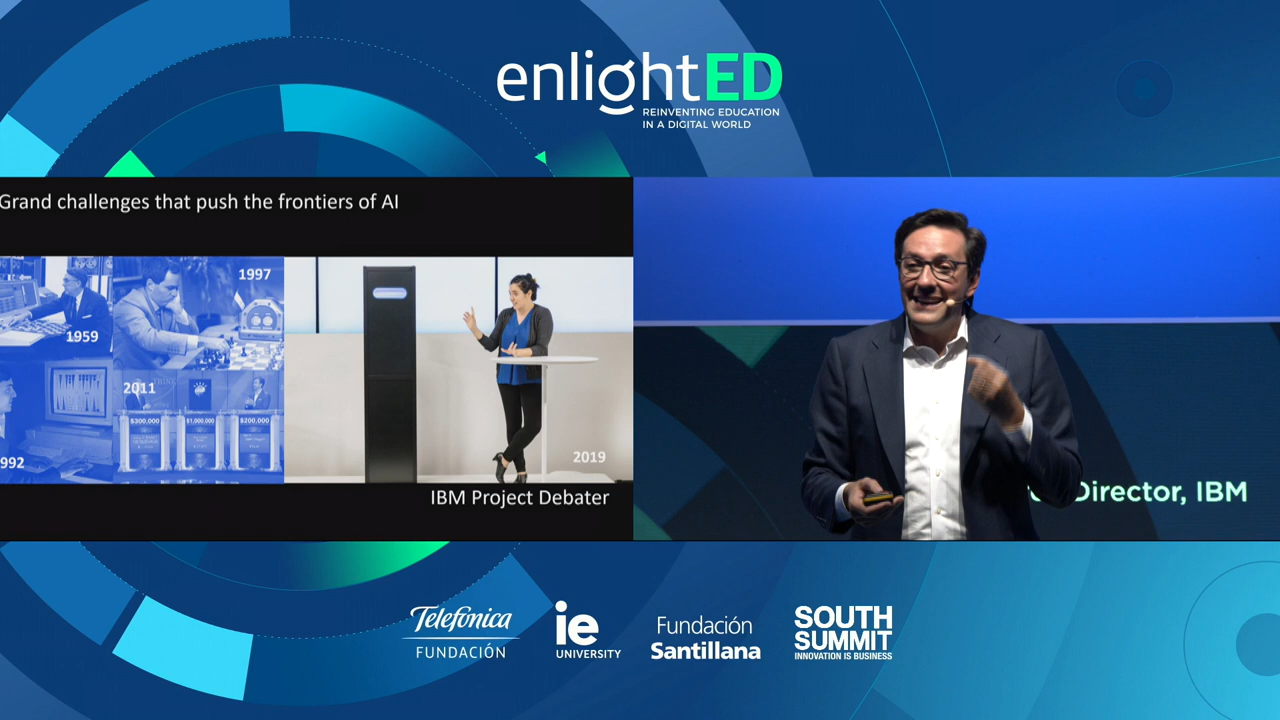 enlightED
REINVENTING EDUCATION
IN A DIGITAL WORLD
Grand challenges that push the frontiers of AI
1959
1997
2011
$300,000
$1,000,000
$200,000
992
2019
IBM Project Debater
Director, IBM
Telefónica
FUNDACIÓN
ie
UNIVERSITY
Fundación
Santillana
SOUTH
SUMMIT
INNOVATION IS BUSINESS